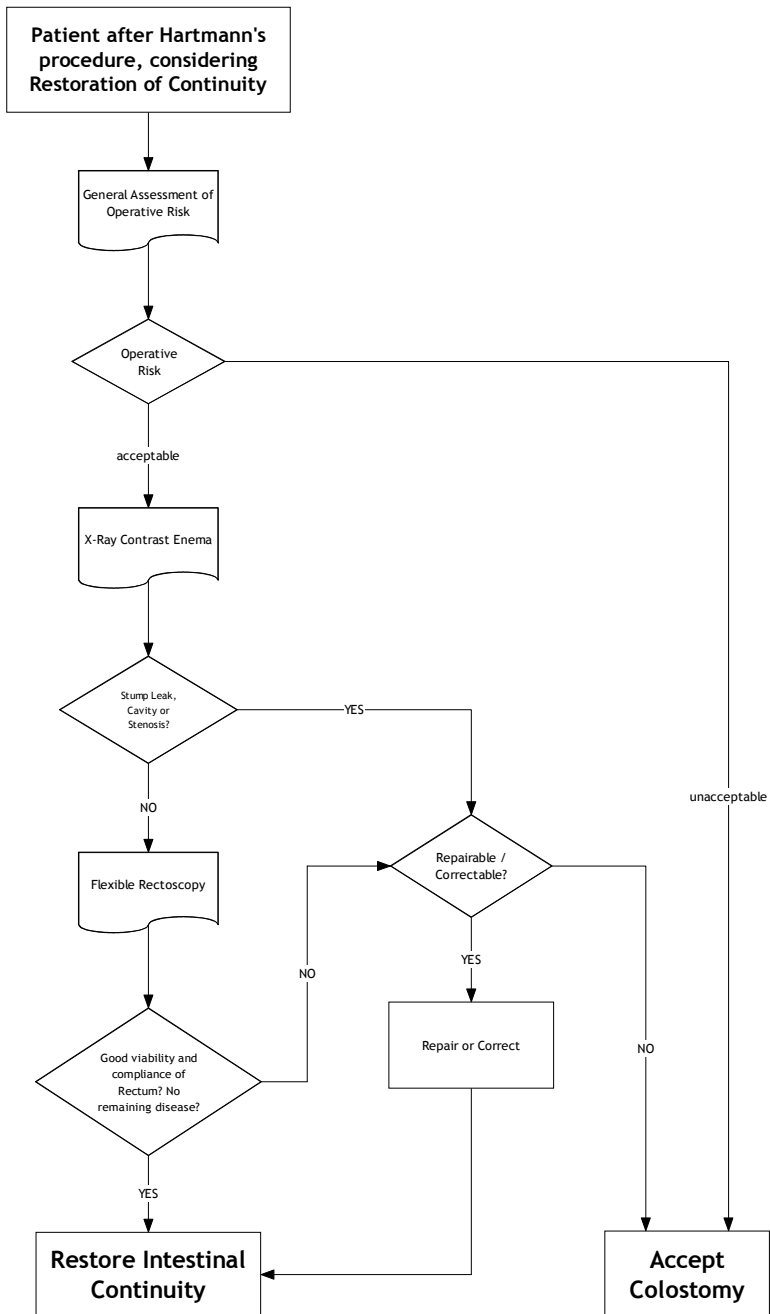 Patient after Hartmann's
procedure, considering
Restoration of Continuity
General Assessment of
Operative Risk
Operative
Risk
acceptable
X-Ray Contrast Enema
Stump Leak,
Cavity or
Stenosis?
YES
unacceptable
NO
Repairable /
Correctable?
Flexible Rectoscopy
YES
NO
Repair or Correct
NO
Good viability and
compliance of
Rectum? No
remaining disease?
YES
Restore Intestinal
Continuity
Accept
Colostomy